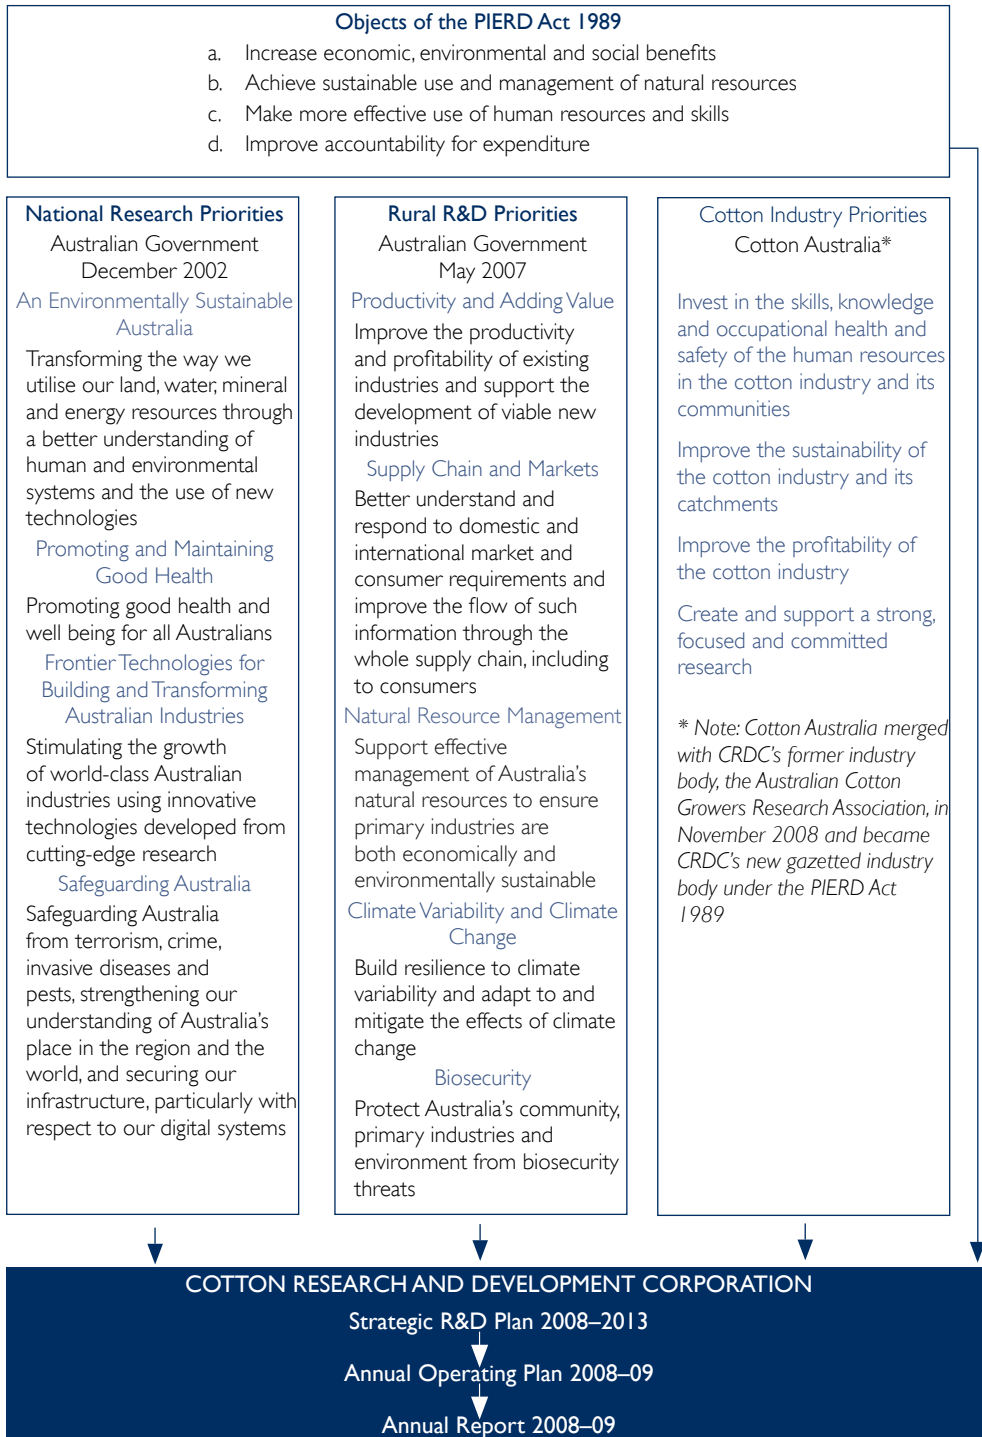 Objects of the PIERD Act 1989
a. Increase economic, environmental and social benefits
b. Achieve sustainable use and management of natural resources
c. Make more effective use of human resources and skills
d. Improve accountability for expenditure
National Research Priorities
Australian Government
December 2002
An Environmentally Sustainable
Australia
Transforming the way we
utilise our land, water, mineral
and energy resources through
a better understanding of
human and environmental
systems and the use of new
technologies
Promoting and Maintaining
Good Health
Promoting good health and
well being for all Australians
Frontier Technologies for
Building and Transforming
Australian Industries
Stimulating the growth
of world-class Australian
industries using innovative
technologies developed from
cutting-edge research
Safeguarding Australia
Safeguarding Australia
from terrorism, crime,
invasive diseases and
pests, strengthening our
understanding of Australia's
place in the region and the
world, and securing our
infrastructure, particularly with
respect to our digital systems
Rural R&D Priorities
Australian Government
May 2007
Productivity and Adding Value
Improve the productivity
and profitability of existing
industries and support the
development of viable new
industries
Supply Chain and Markets
Better understand and
respond to domestic and
international market and
consumer requirements and
improve the flow of such
information through the
whole supply chain, including
to consumers
Natural Resource Management
Support effective
management of Australia's
natural resources to ensure
primary industries are
both economically and
environmentally sustainable
Climate Variability and Climate
Change
Build resilience to climate
variability and adapt to and
mitigate the effects of climate
change
Biosecurity
Protect Australia's community,
primary industries and
environment from biosecurity
threats
Cotton Industry Priorities
Cotton Australia*
Invest in the skills, knowledge
and occupational health and
safety of the human resources
in the cotton industry and its
communities
Improve the sustainability of
the cotton industry and its
catchments
Improve the profitability of
the cotton industry
Create and support a strong,
focused and committed
research
* Note: Cotton Australia merged
with CRDC's former industry
body, the Australian Cotton
Growers Research Association, in
November 2008 and became
CRDC's new gazetted industry
body under the PIERD Act
1989
COTTON RESEARCH AND DEVELOPMENT CORPORATION
Strategic R&D Plan 2008–2013
Annual Operating Plan 2008–09
Annual Report 2008–09